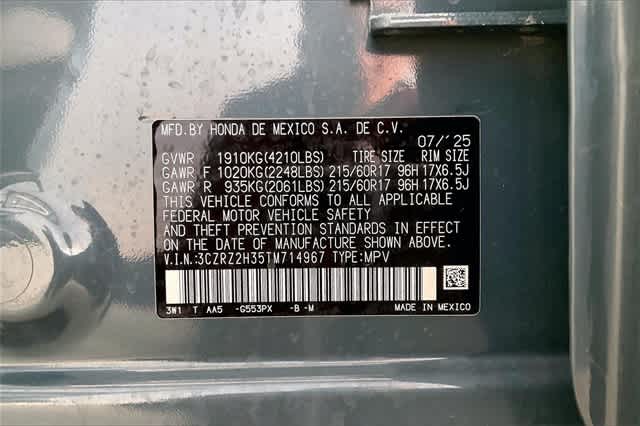 MFD.BY HONDA DE MEXICO S.A. DE C.V.
07/'25
GVWR 1910KG(4210LBS) TIRE SIZE RIM SIZE
GAWR F 1020KG(2248LBS) 215/60R17 96H 17X6.5J
GAWR R 935KG(2061LBS) 215/60R17 96H 17X6.5J
THIS VEHICLE CONFORMS TO ALL APPLICABLE
FEDERAL MOTOR VEHICLE SAFETY
AND THEFT PREVENTION STANDARDS IN EFFECT
ON THE DATE OF MANUFACTURE SHOWN ABOVE.
V.I.N.:3CZRZ2H35TM714967 TYPE:MPV
3W1 T AA5 -G553PX -B -M MADE IN MEXICO